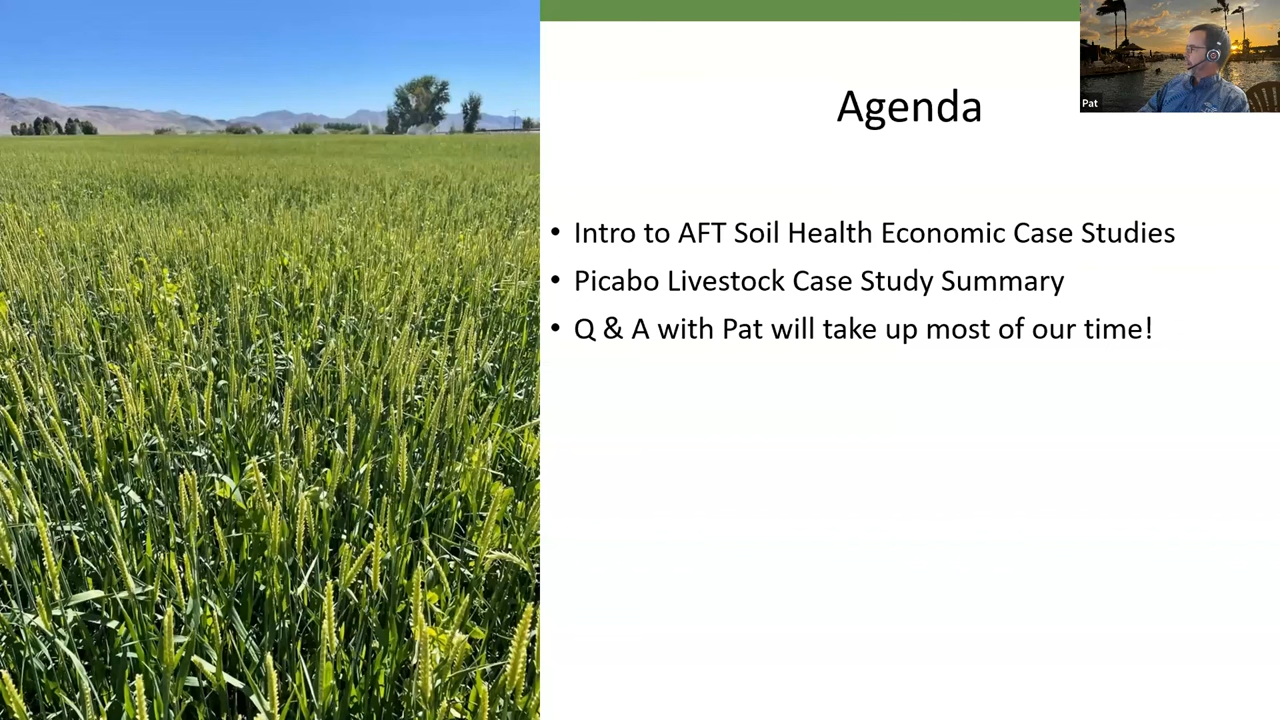 Agenda
Pat
• Intro to AFT Soil Health Economic Case Studies
• Picabo Livestock Case Study Summary
• Q & A with Pat will take up most of our time!